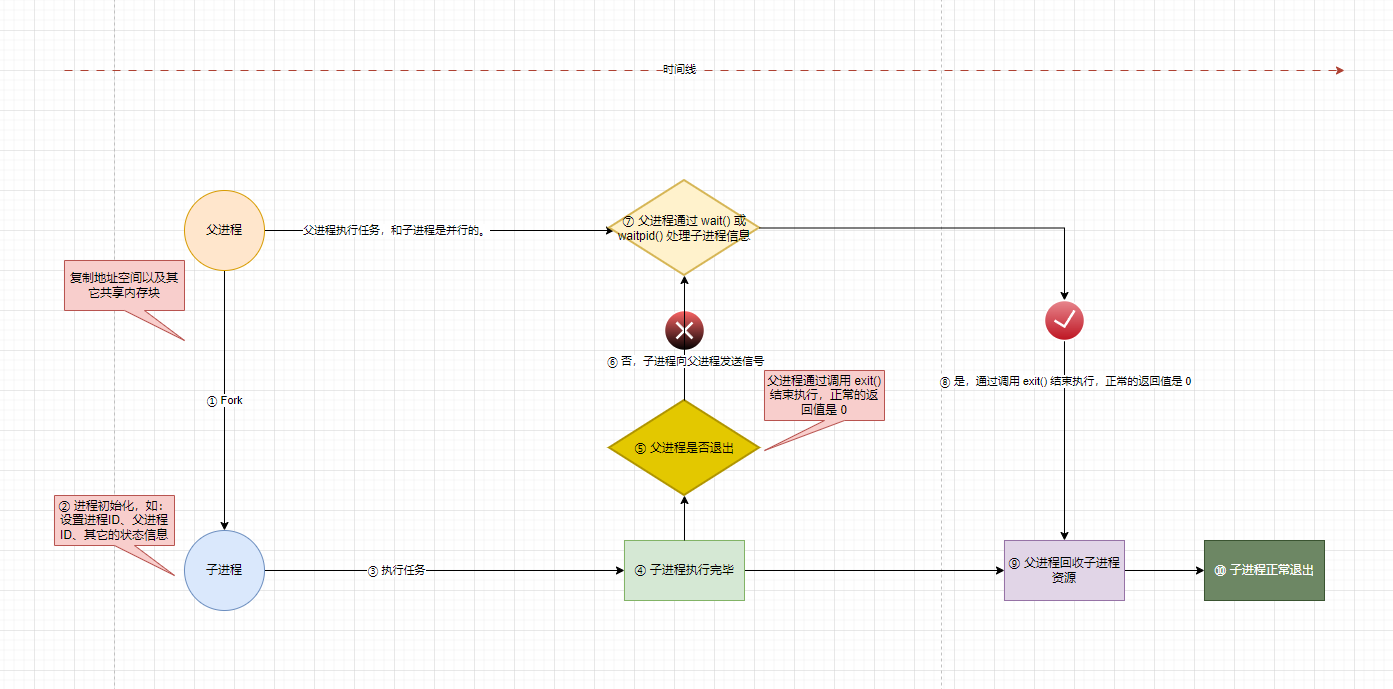 时间线
父进程
父进程执行任务，和子进程是并行的。
⑦ 父进程通过 wait() 或
waitpid() 处理子进程信息
复制地址空间以及其
它共享内存块
⑥ 否，子进程向父进程发送信号
父进程通过调用 exit()
结束执行，正常的返
回值是 0
⑧ 是，通过调用 exit() 结束执行，正常的返回值是 0
① Fork
⑤ 父进程是否退出
② 进程初始化，如：
设置进程ID、父进程
ID、其它的状态信息
子进程
③ 执行任务
④ 子进程执行完毕
⑨ 父进程回收子进程
资源
⑩ 子进程正常退出